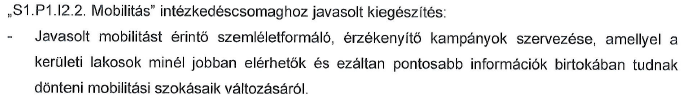 „S1.P1.I2.2. Mobilitás” intézkedéscsomaghoz javasolt kiegészítés:
- Javasolt mobilitást érintő szemléletformáló, érzékenyítő kampányok szervezése, amellyel a
kerületi lakosok minél jobban elérhetők és ezáltan pontosabb információk birtokában tudnak
dönteni mobilitási szokásaik változásáról.